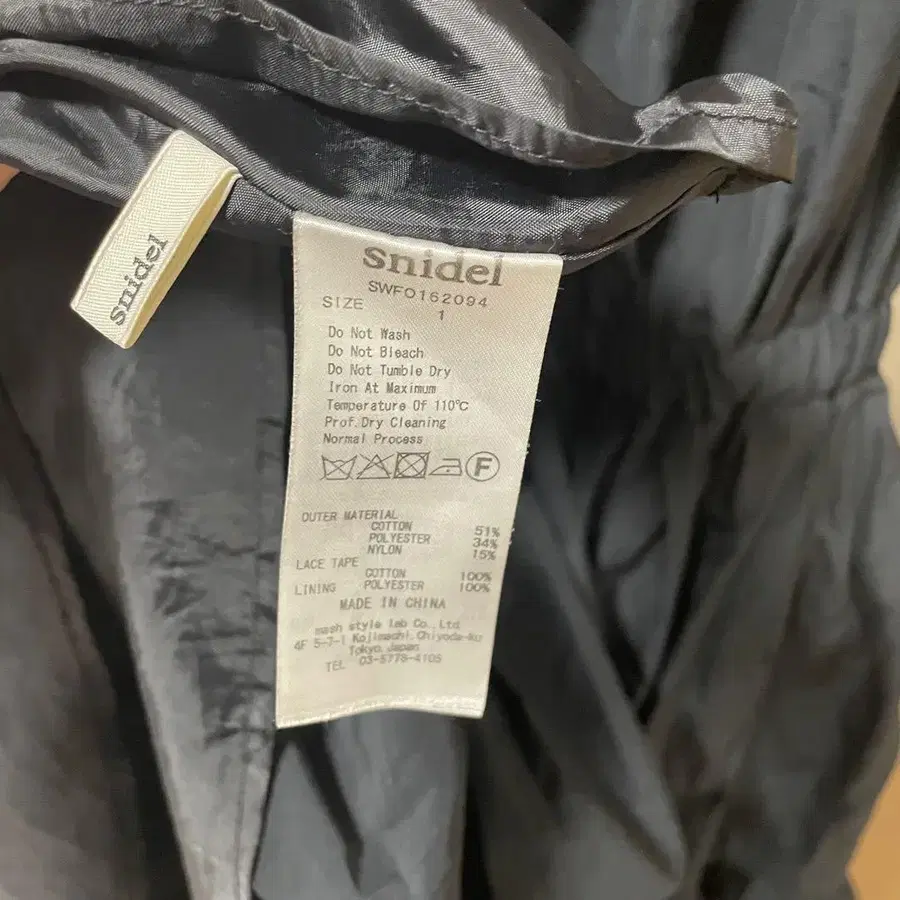 snidel
snidel
SWFO162094
SIZE 1
Do Not Wash
Do Not Bleach
Do Not Tumble Dry
Iron At Maximum
Temperature Of 110℃
Prof.Dry Cleaning
Normal Process
F
OUTER MATERIAL
COTTON 51%
POLYESTER 34%
NYLON 15%
LACE TAPE
COTTON 100%
LINING POLYESTER 100%
MADE IN CHINA
mash style lab Co.,Ltd.
4F 5-7-1 Kojimachi,Chiyoda-ku
Tokyo,Japan
TEL 03-5778-4105